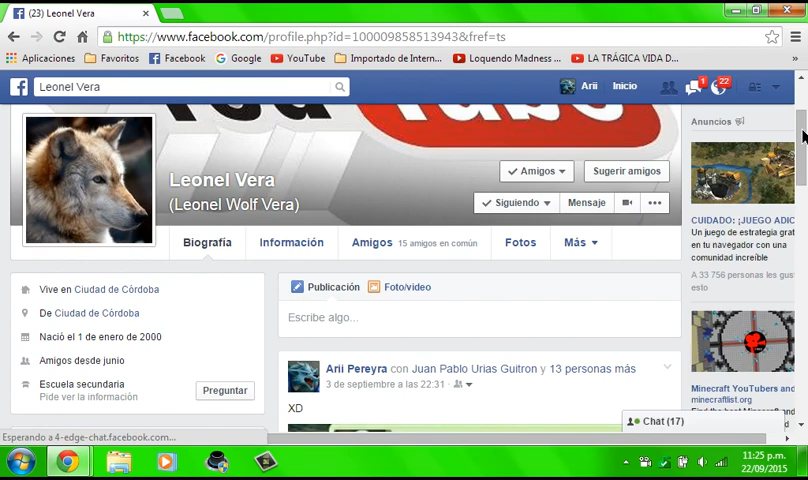 (23) Leonel Vera
https://www.facebook.com/profile.php?id=100009858513943&fref=ts
Aplicaciones Favoritos Facebook Google YouTube Importado de Intern... Loquendo Madness ... LA TRÁGICA VIDA D...
Leonel Vera
Arii Inicio 1 22
You Tube
Anuncios
Leonel Vera
(Leonel Wolf Vera)
Amigos Sugerir amigos
Siguiendo Mensaje
CUIDADO: ¡JUEGO ADIC
Un juego de estrategia grat
en tu navegador con una
comunidad increíble
A 33 756 personas les gus
esto
Biografía Información Amigos 15 amigos en común Fotos Más
Vive en Ciudad de Córdoba
De Ciudad de Córdoba
Nació el 1 de enero de 2000
Amigos desde junio
Escuela secundaria
Pide ver la información
Preguntar
Publicación Foto/video
Escribe algo...
Arii Pereyra con Juan Pablo Urias Guitron y 13 personas más
3 de septiembre a las 22:31
XD
Minecraft YouTubers and
minecraftlist.org
Chat (17)
Esperando a 4-edge-chat.facebook.com...
11:25 p.m.
22/09/2015